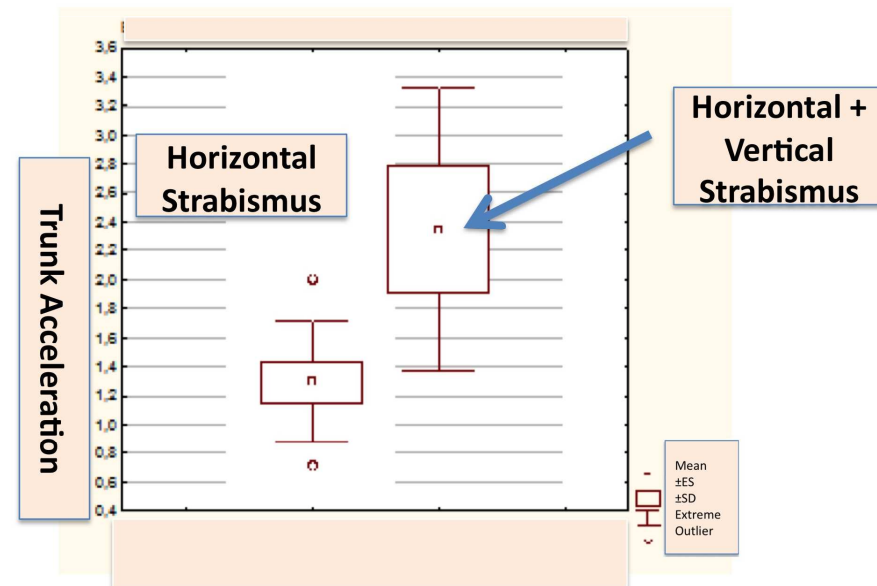 3,6
3,4
3,2
3,0
2,8
2,6
2,4
2,2
2,0
1,8
1,6
1,4
1,2
1,0
0,8
0,6
0,4
Trunk Acceleration
Horizontal
Strabismus
Horizontal +
Vertical
Strabismus
Mean
±ES
±SD
Extreme
Outlier